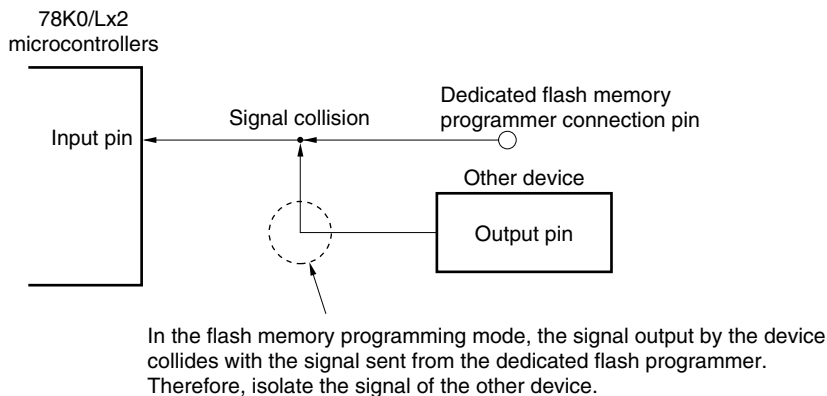 78K0/Lx2
microcontrollers
Input pin
Signal collision
Dedicated flash memory
programmer connection pin
Other device
Output pin
In the flash memory programming mode, the signal output by the device
collides with the signal sent from the dedicated flash programmer.
Therefore, isolate the signal of the other device.